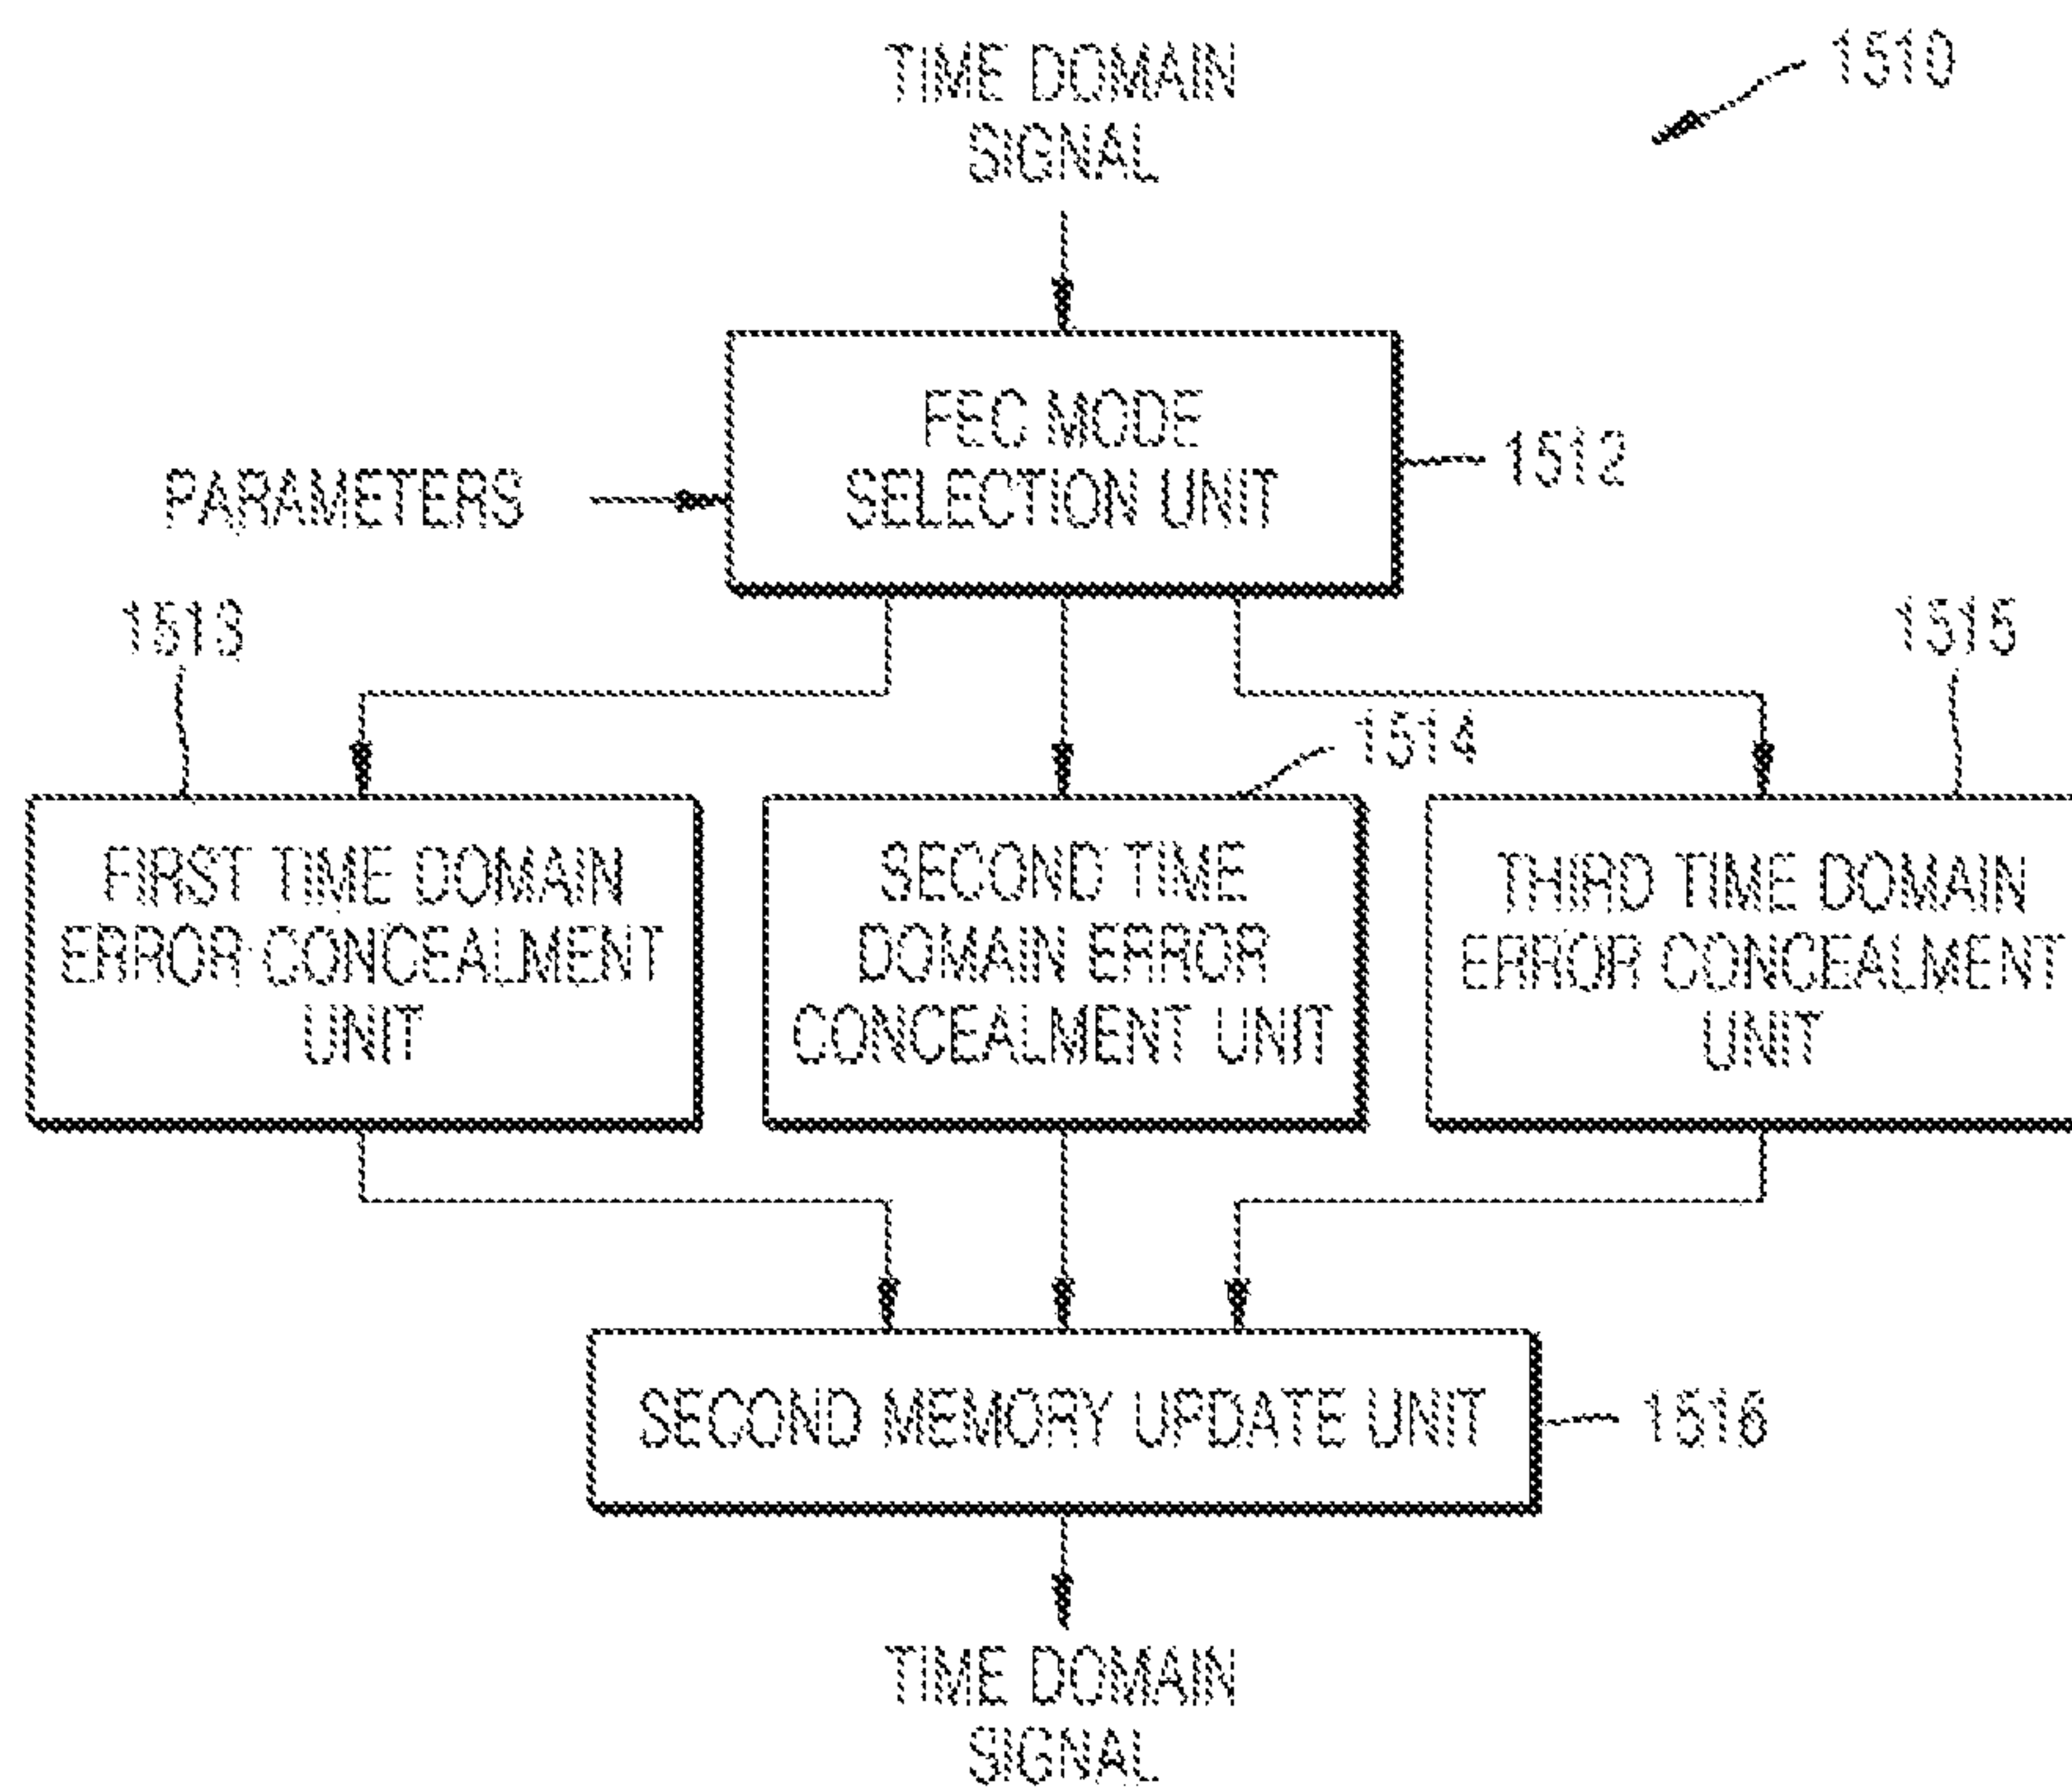 TIME DOMAIN
SIGNAL
1510
FEC MODE
SELECTION UNIT
1512
PARAMETERS
1513
1515
1514
FIRST TIME DOMAIN
ERROR CONCEALMENT
UNIT
SECOND TIME
DOMAIN ERROR
CONCEALMENT UNIT
THIRD TIME DOMAIN
ERROR CONCEALMENT
UNIT
SECOND MEMORY UPDATE UNIT
1516
TIME DOMAIN
SIGNAL